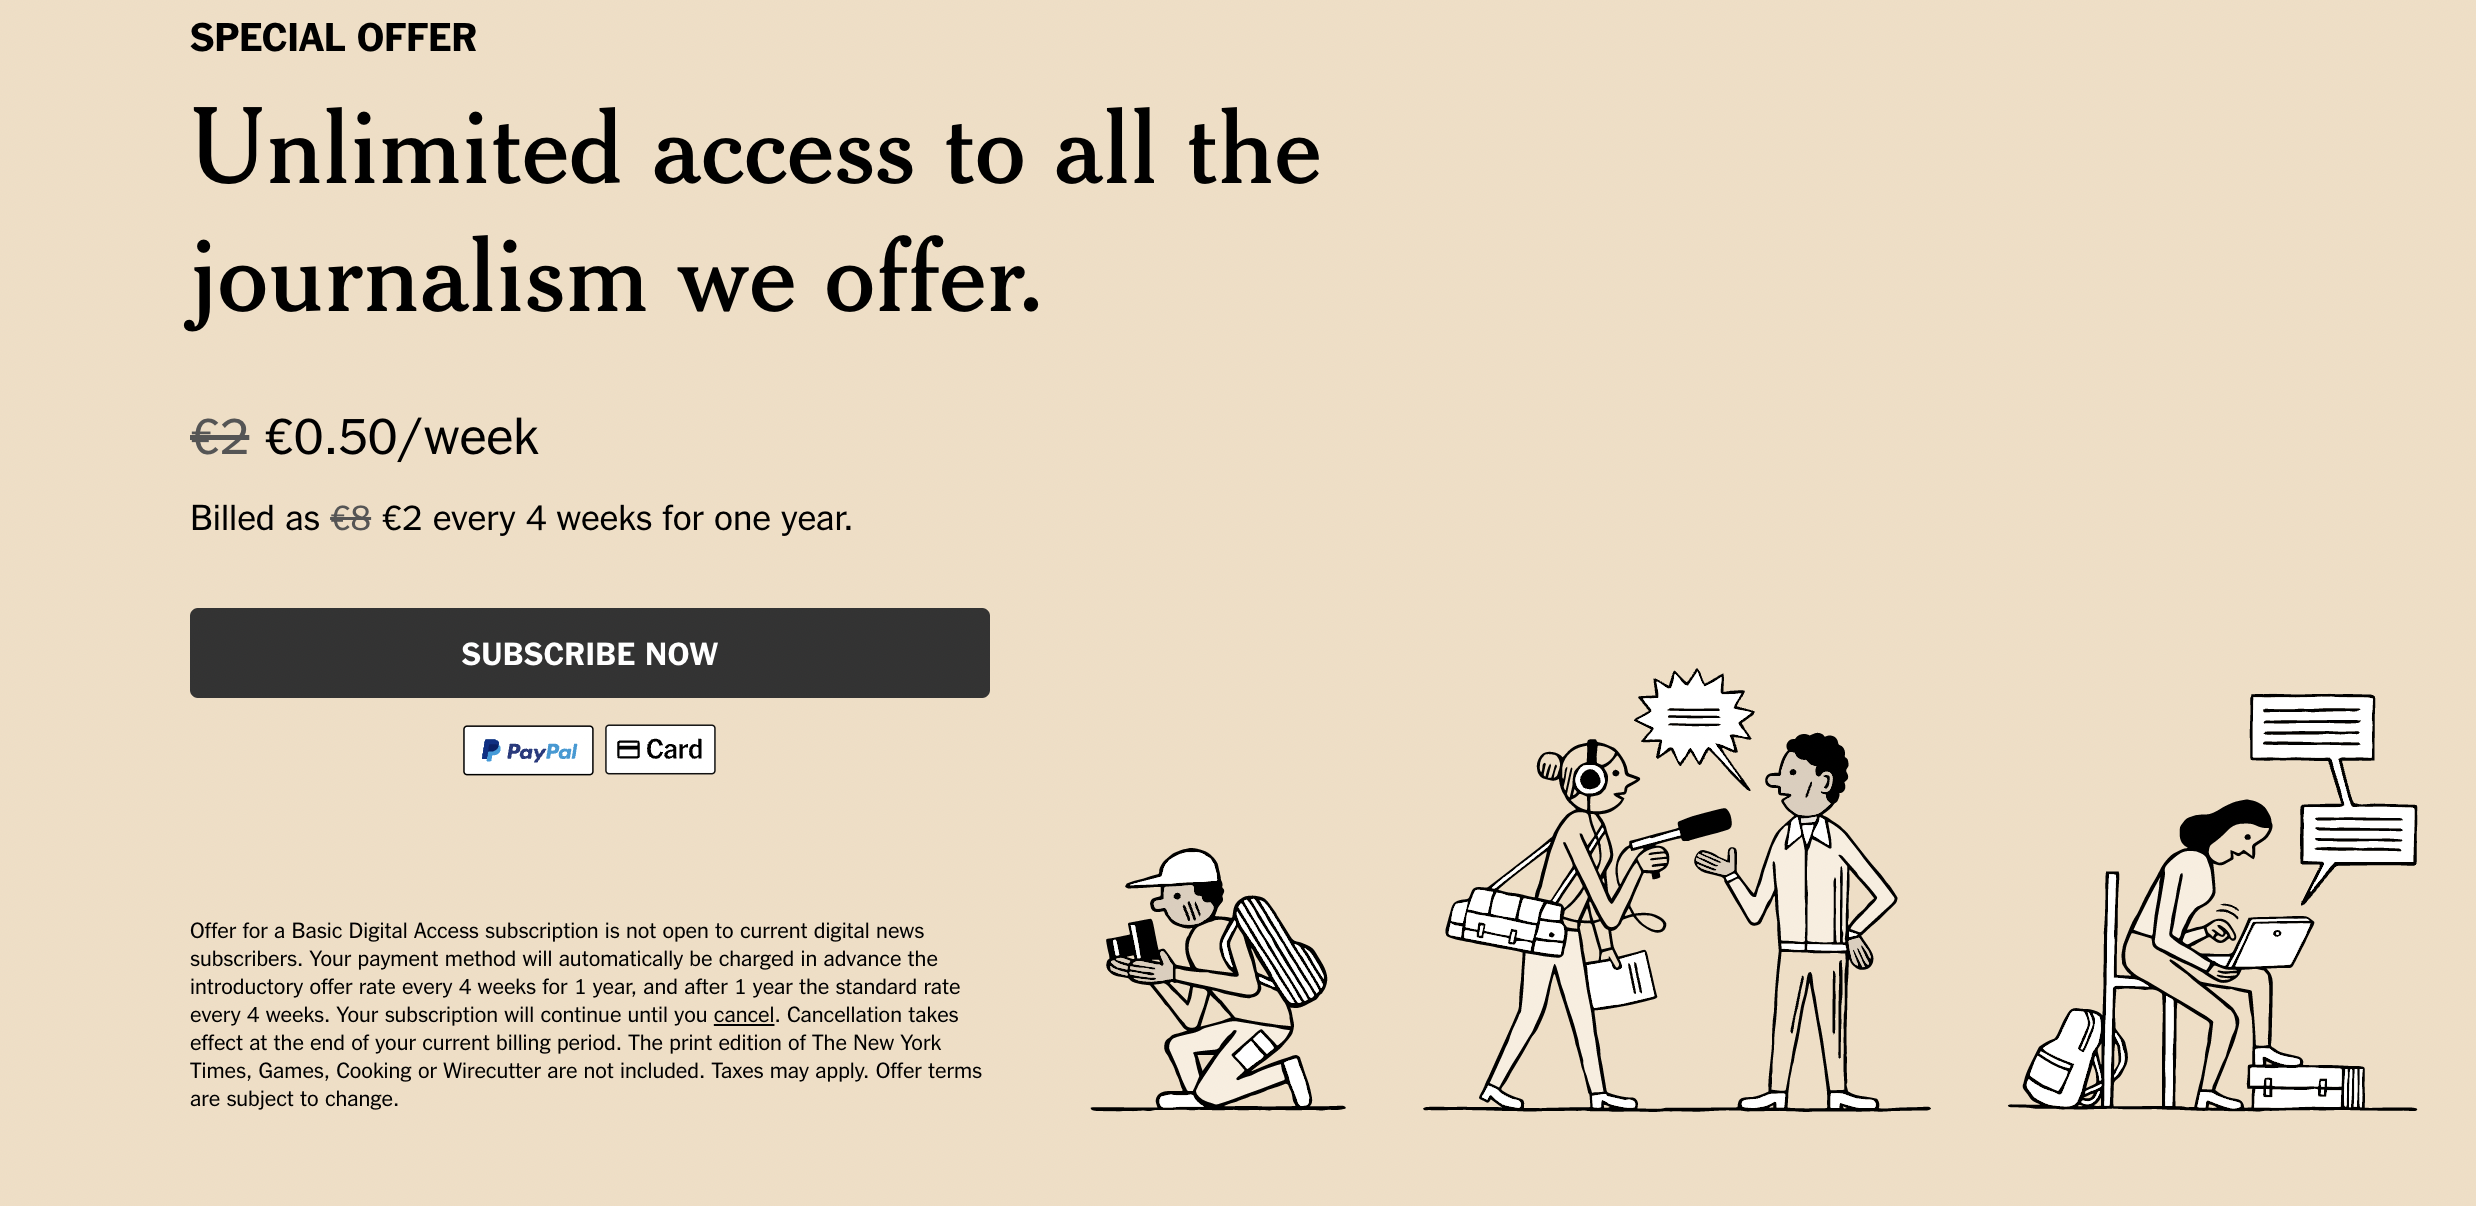 SPECIAL OFFER
Unlimited access to all the
journalism we offer.
€2 €0.50/week
Billed as €8 €2 every 4 weeks for one year.
SUBSCRIBE NOW
PayPal Card
Offer for a Basic Digital Access subscription is not open to current digital news
subscribers. Your payment method will automatically be charged in advance the
introductory offer rate every 4 weeks for 1 year, and after 1 year the standard rate
every 4 weeks. Your subscription will continue until you cancel. Cancellation takes
effect at the end of your current billing period. The print edition of The New York
Times, Games, Cooking or Wirecutter are not included. Taxes may apply. Offer terms
are subject to change.